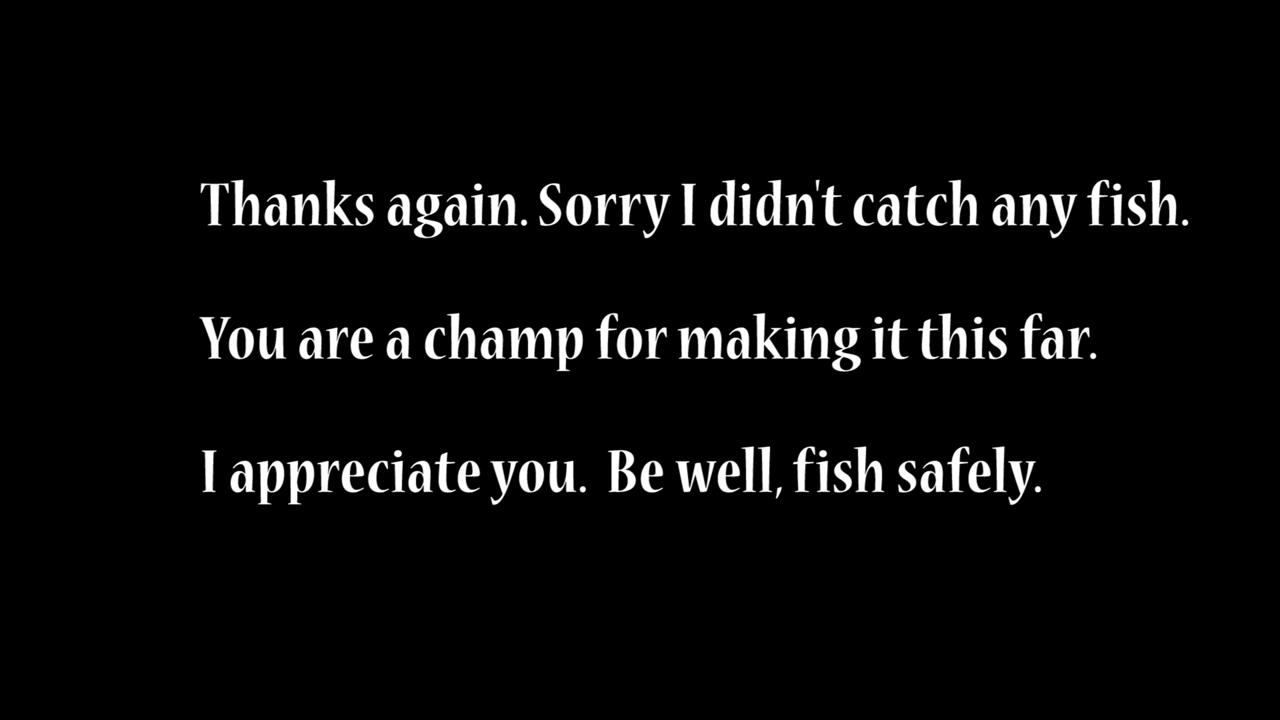 Thanks again. Sorry I didn't catch any fish.
You are a champ for making it this far.
I appreciate you.  Be well, fish safely.